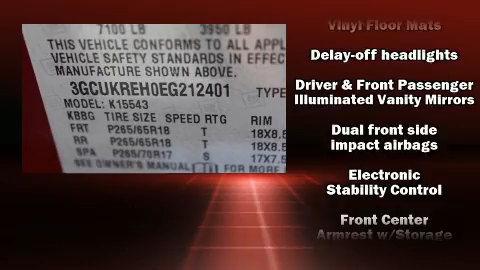 7100 LB 3950 LB
THIS VEHICLE CONFORMS TO ALL APPL
VEHICLE SAFETY STANDARDS IN EFFEC
MANUFACTURE SHOWN ABOVE.
3GCUKREH0EG212401 TYPE
MODEL: K15543
KBBG TIRE SIZE SPEED RTG RIM
FRT P265/65R18 T 18X8.5
RR P265/65R18 T 18X8.5
SPA P265/70R17 S 17X7.5
SEE OWNER'S MANUAL FOR MORE
Vinyl Floor Mats
Delay-off headlights
Driver & Front Passenger
Illuminated Vanity Mirrors
Dual front side
impact airbags
Electronic
Stability Control
Front Center
Armrest w/Storage